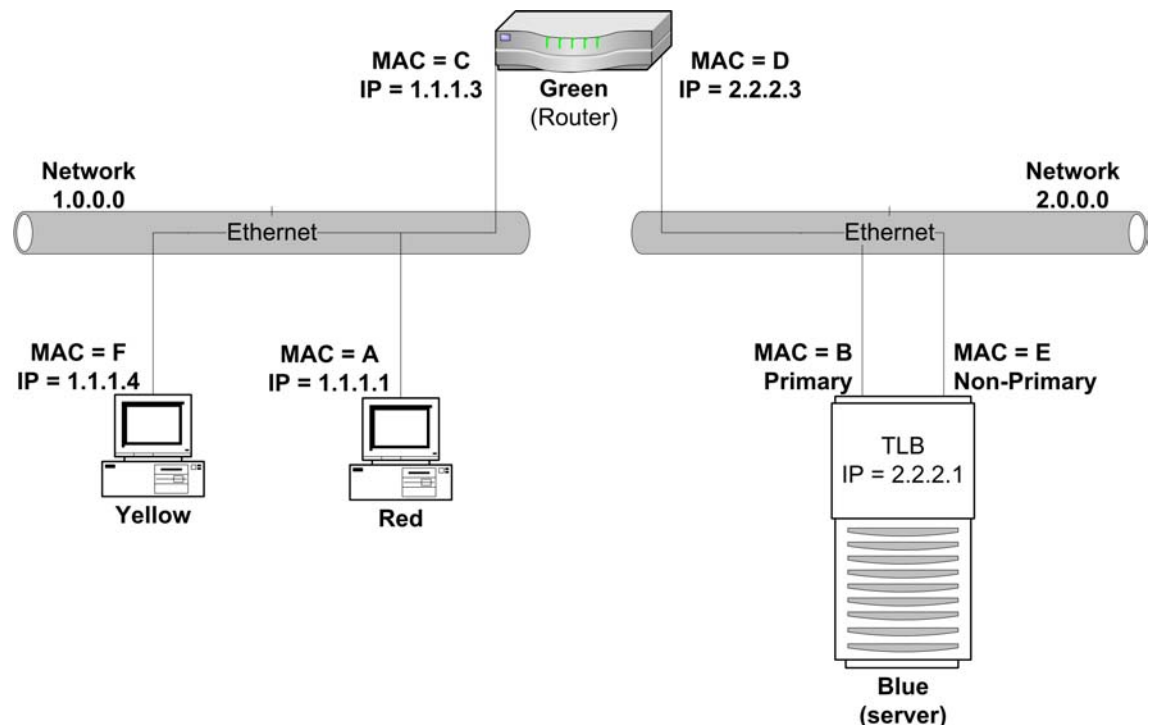 MAC = C
IP = 1.1.1.3
Green
(Router)
MAC = D
IP = 2.2.2.3
Network
1.0.0.0
Network
2.0.0.0
Ethernet
Ethernet
MAC = F
IP = 1.1.1.4
MAC = A
IP = 1.1.1.1
MAC = B
Primary
MAC = E
Non-Primary
TLB
IP = 2.2.2.1
Yellow
Red
Blue
(server)